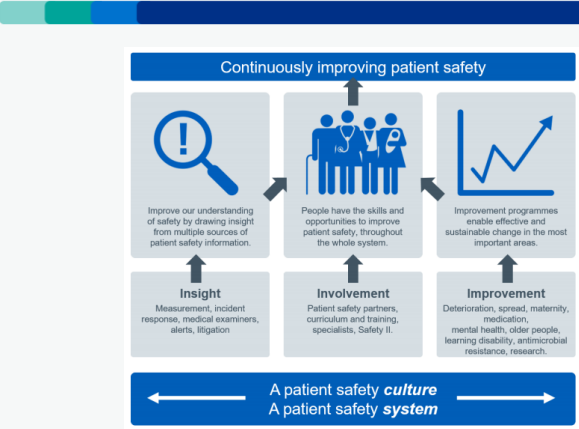 Continuously improving patient safety
Improve our understanding
of safety by drawing insight
from multiple sources of
patient safety information.
People have the skills and
opportunities to improve
patient safety, throughout
the whole system.
Improvement programmes
enable effective and
sustainable change in the most
important areas.
Insight
Measurement, incident
response, medical examiners,
alerts, litigation
Involvement
Patient safety partners,
curriculum and training,
specialists, Safety II.
Improvement
Deterioration, spread, maternity,
medication,
mental health, older people,
learning disability, antimicrobial
resistance, research.
A patient safety culture
A patient safety system